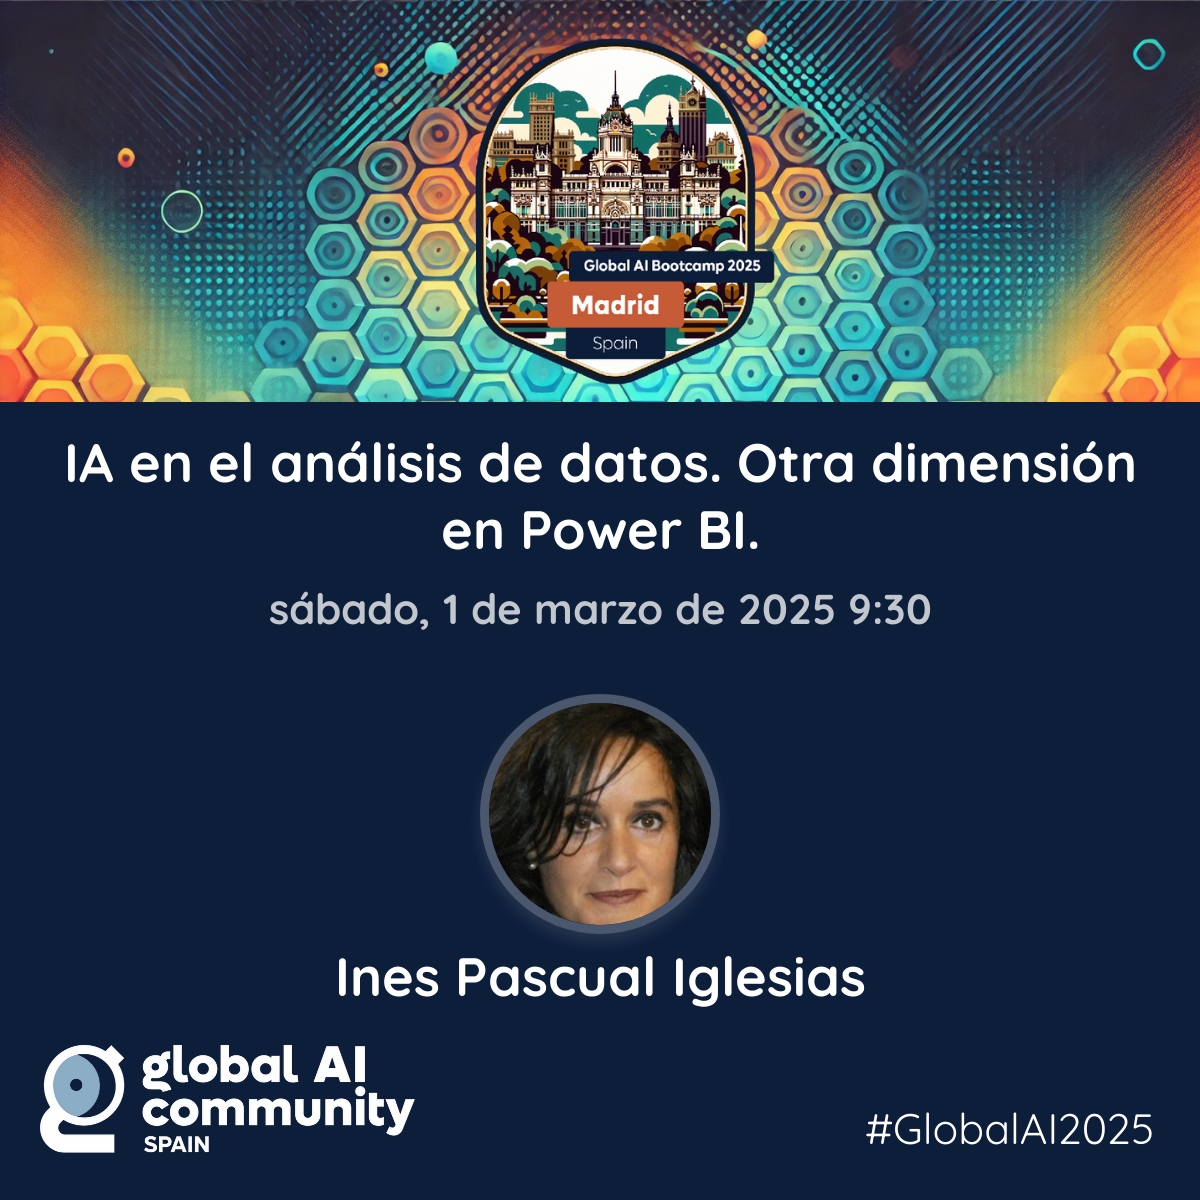 Global AI Bootcamp 2025
Madrid
Spain
IA en el análisis de datos. Otra dimensión
en Power BI.
sábado, 1 de marzo de 2025 9:30
Ines Pascual Iglesias
global AI
community
SPAIN
#GlobalAI2025